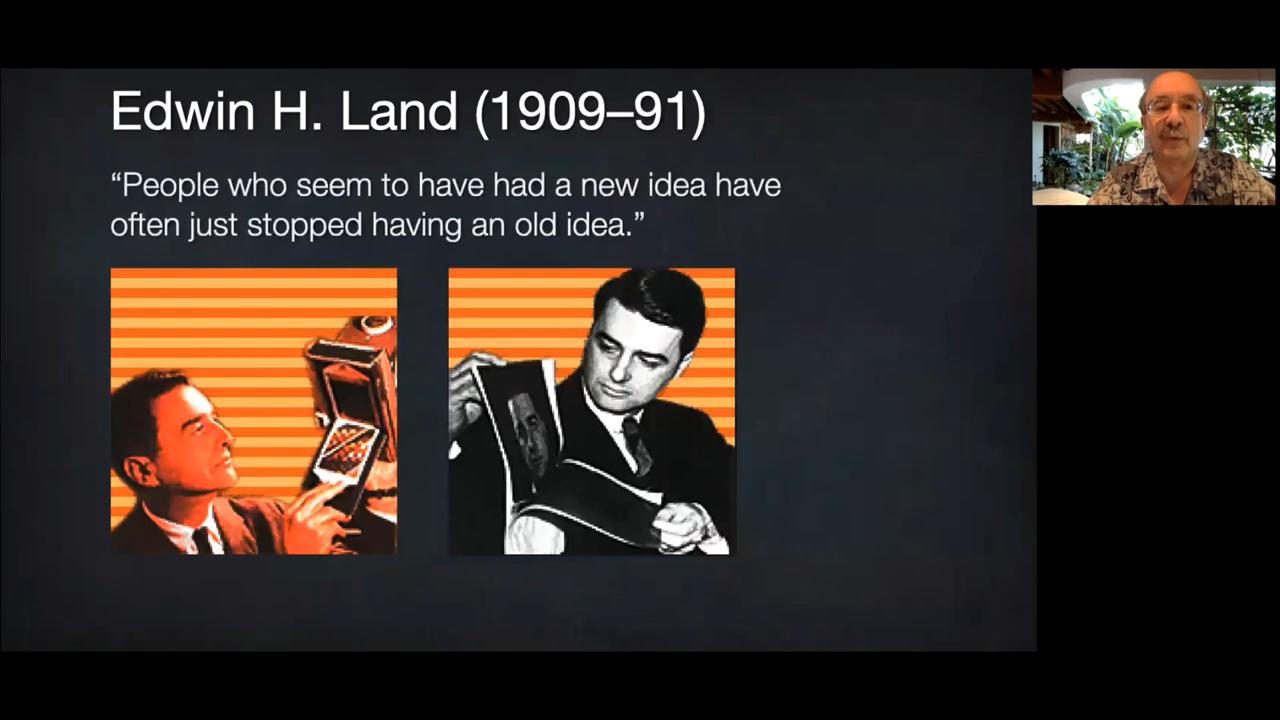 Edwin H. Land (1909–91)
“People who seem to have had a new idea have
often just stopped having an old idea.”